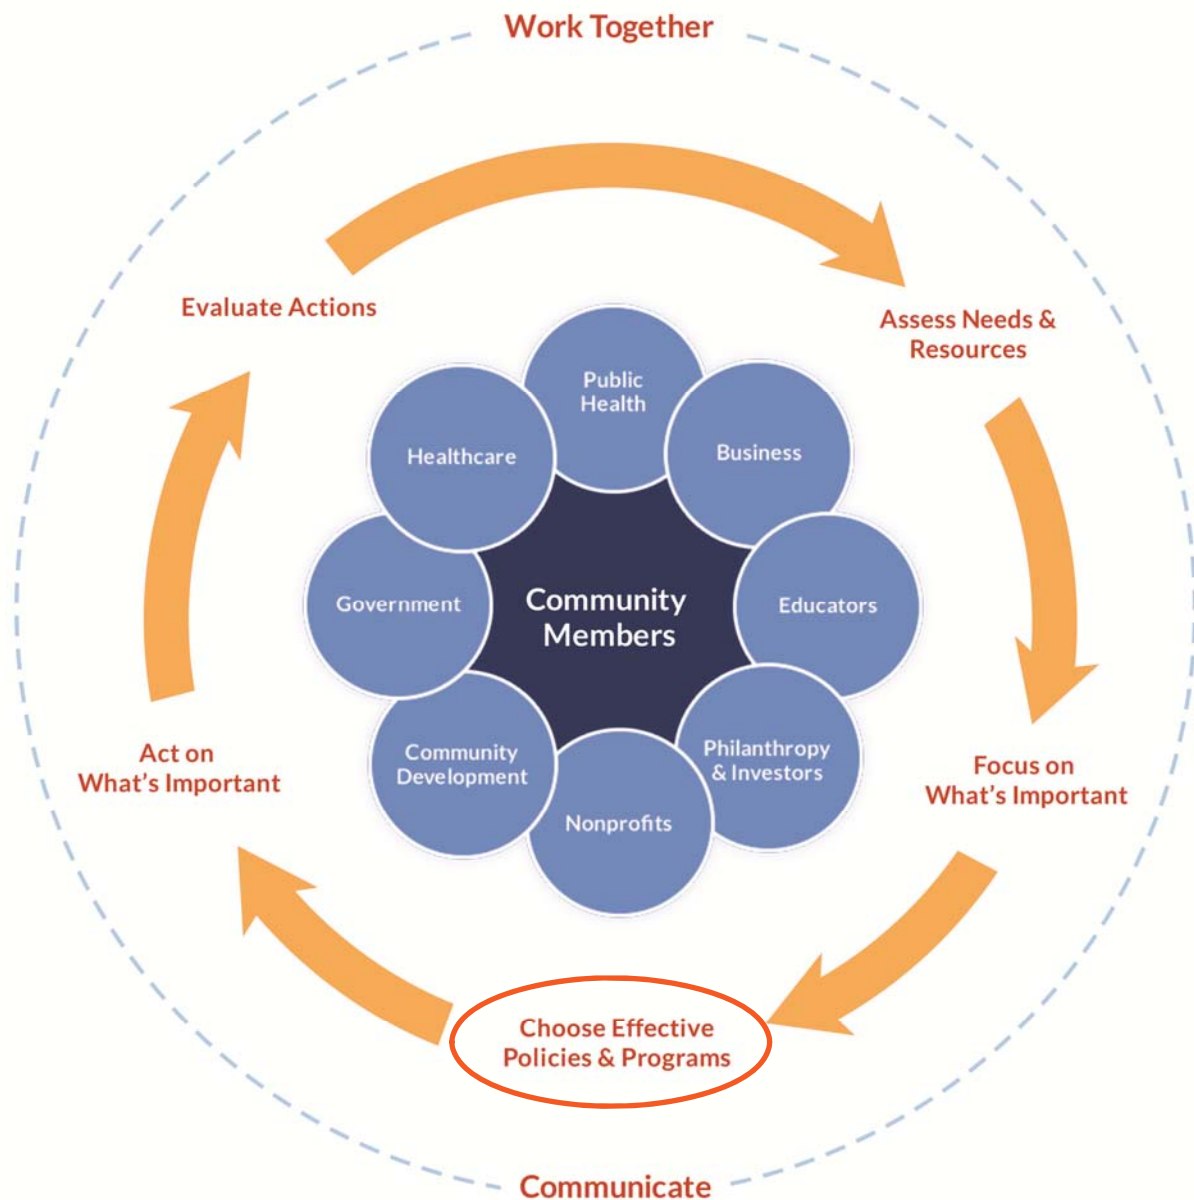 Work Together
Evaluate Actions
Assess Needs &
Resources
Public
Health
Healthcare
Business
Government
Community
Members
Educators
Community
Development
Philanthropy
& Investors
Nonprofits
Act on
What's Important
Focus on
What's Important
Choose Effective
Policies & Programs
Communicate